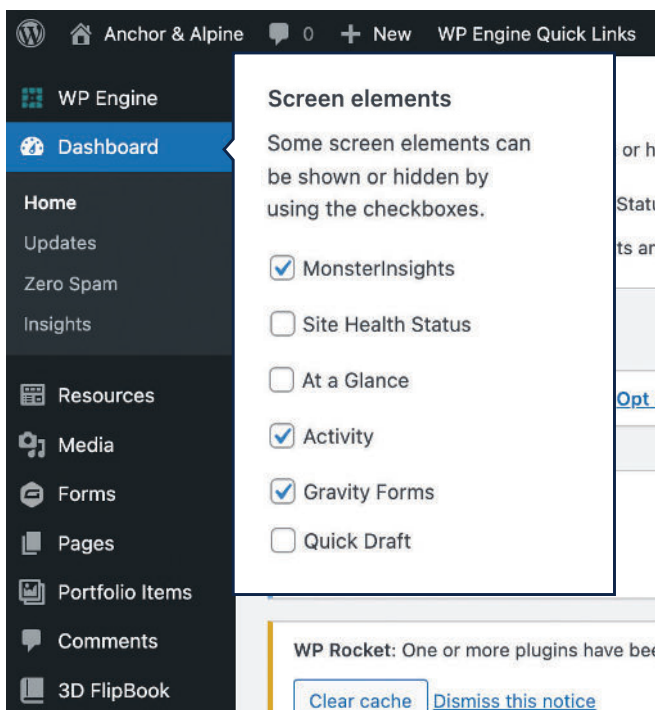 Anchor & Alpine 0 + New WP Engine Quick Links
WP Engine
Dashboard
Home
Updates
Zero Spam
Insights
Resources
Media
Forms
Pages
Portfolio Items
Comments
3D FlipBook
Screen elements
Some screen elements can
be shown or hidden by
using the checkboxes.
MonsterInsights
Site Health Status
At a Glance
Activity
Gravity Forms
Quick Draft
or
Opt
WP Rocket: One or more plugins have
Clear cache Dismiss this notice